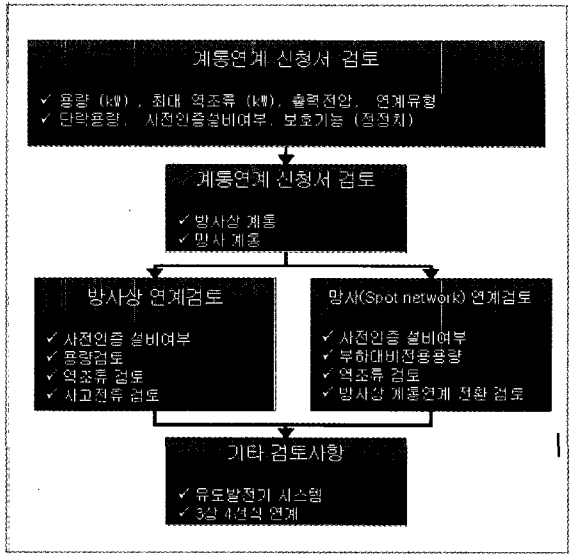 계통연계 신청서 검토
✓ 용량 (kW) , 최대 역조류 (kW), 출력전압, 연계유형
✓ 단락용량, 사전인증설비여부, 보호기능 (정정치)
계통연계 신청서 검토
✓ 방사상 계통
✓ 망사 계통
방사상 연계검토
✓ 사전인증 설비여부
✓ 용량검토
✓ 역조류 검토
✓ 사고전류 검토
망사(Spot network) 연계검토
✓ 사전인증 설비여부
✓ 부하대비전용용량
✓ 역조류 검토
✓ 방사상 계통연계 전환 검토
기타 검토사항
✓ 유도발전기 시스템
✓ 3상 4선식 연계